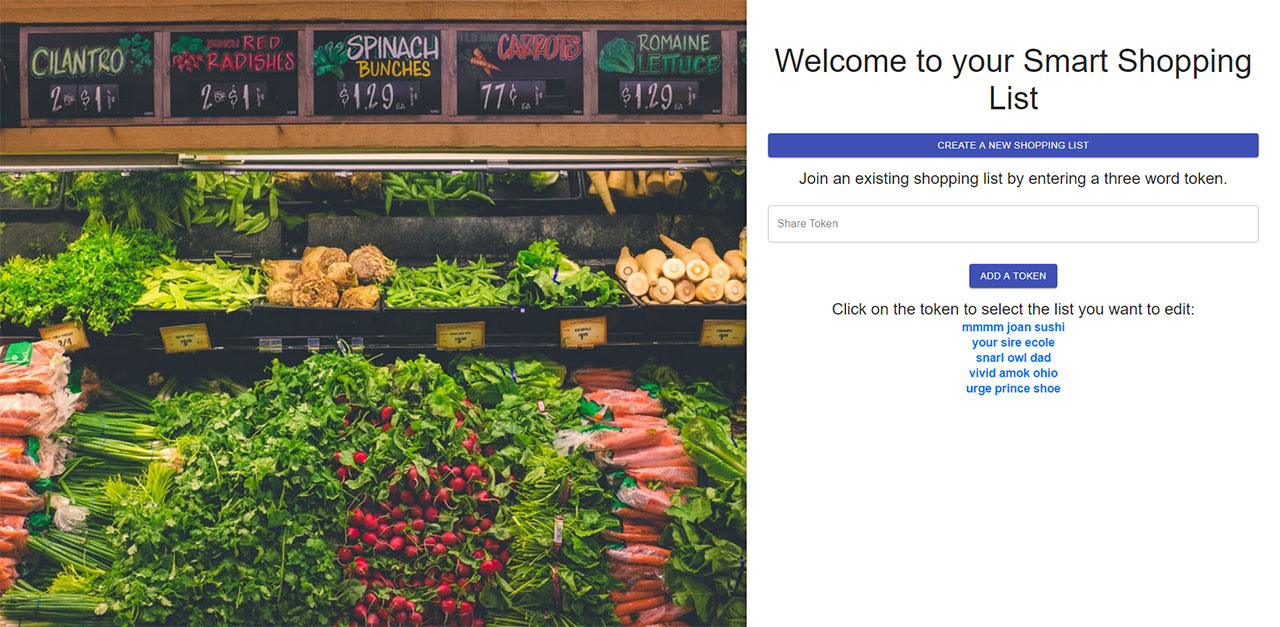 CILANTRO
2 FOR $1
BUNCH RED
RADISHES
2 FOR $1
SPINACH
BUNCHES
$1.29 EA
CARROTS
77¢ EA
ROMAINE
LETTUCE
$1.29 EA
Welcome to your Smart Shopping
List
CREATE A NEW SHOPPING LIST
Join an existing shopping list by entering a three word token.
Share Token
ADD A TOKEN
Click on the token to select the list you want to edit:
mmmm joan sushi
your sire ecole
snarl owl dad
vivid amok ohio
urge prince shoe